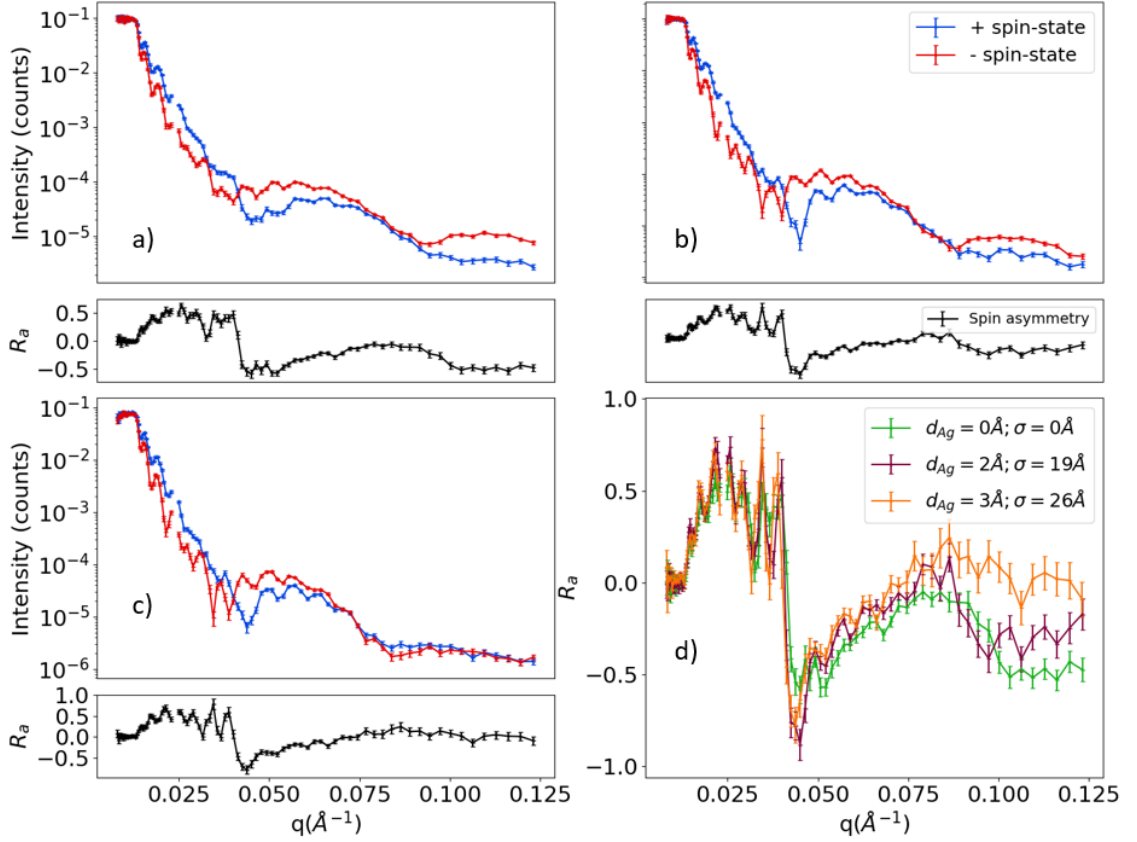 10⁻¹
10⁻²
10⁻³
10⁻⁴
10⁻⁵
Intensity (counts)
a)
+ spin-state
- spin-state
b)
0.5
0.0
−0.5
Rₐ
Spin asymmetry
10⁻¹
10⁻²
10⁻³
10⁻⁴
10⁻⁵
10⁻⁶
Intensity (counts)
c)
1.0
0.5
0.0
−0.5
Rₐ
0.025 0.050 0.075 0.100 0.125
q(Å⁻¹)
1.0
0.5
0.0
−0.5
−1.0
Rₐ
d_Ag = 0Å; σ = 0Å
d_Ag = 2Å; σ = 19Å
d_Ag = 3Å; σ = 26Å
d)
0.025 0.050 0.075 0.100 0.125
q(Å⁻¹)